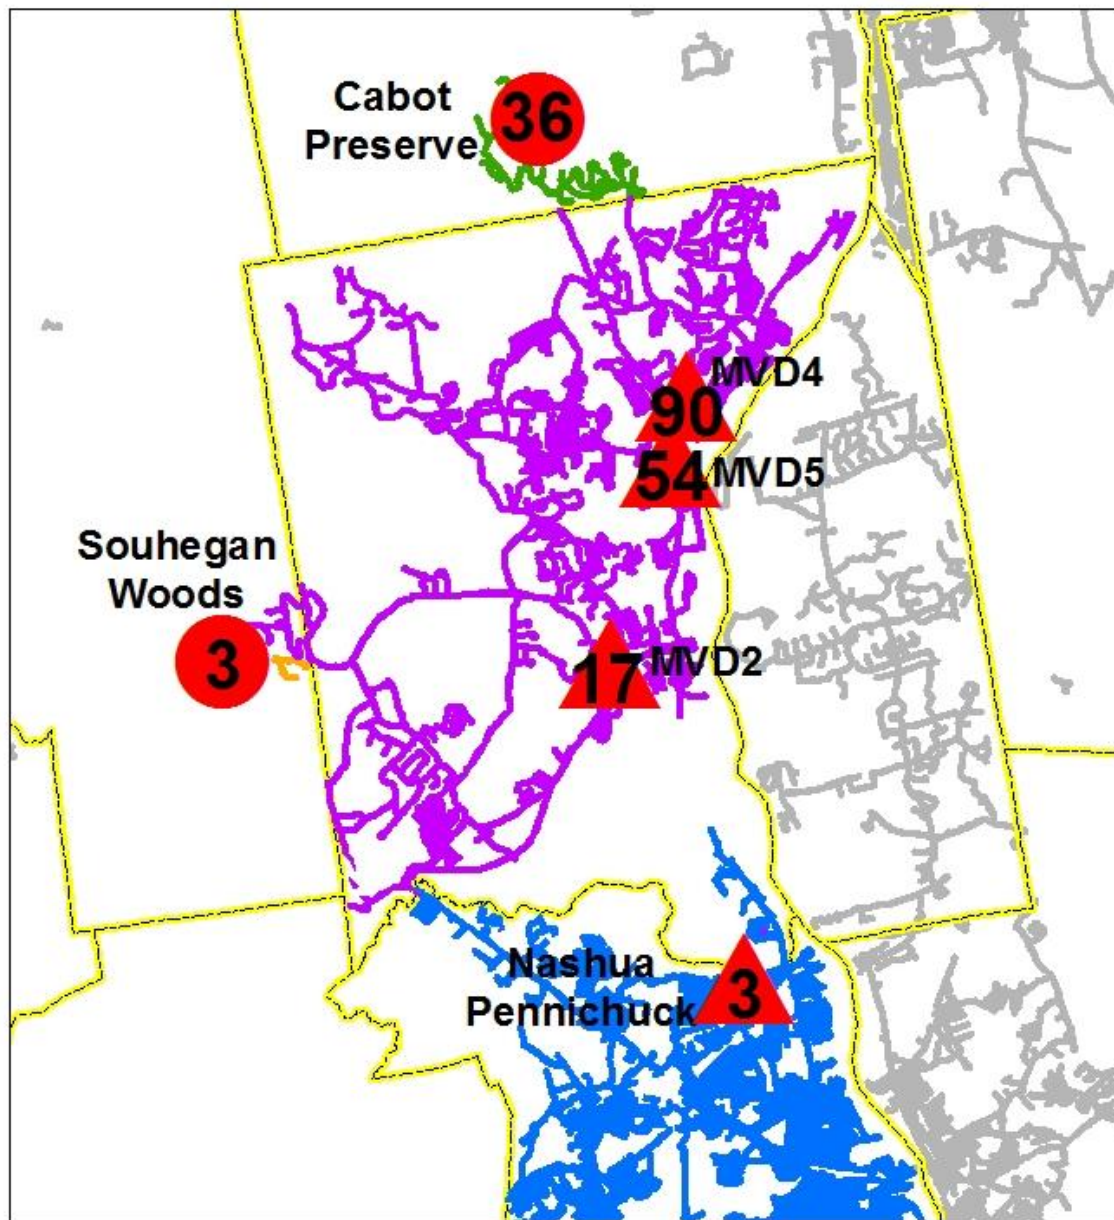 Cabot
Preserve
36
MVD4
90
54
MVD5
Souhegan
Woods
3
17
MVD2
Nashua
Pennichuck
3